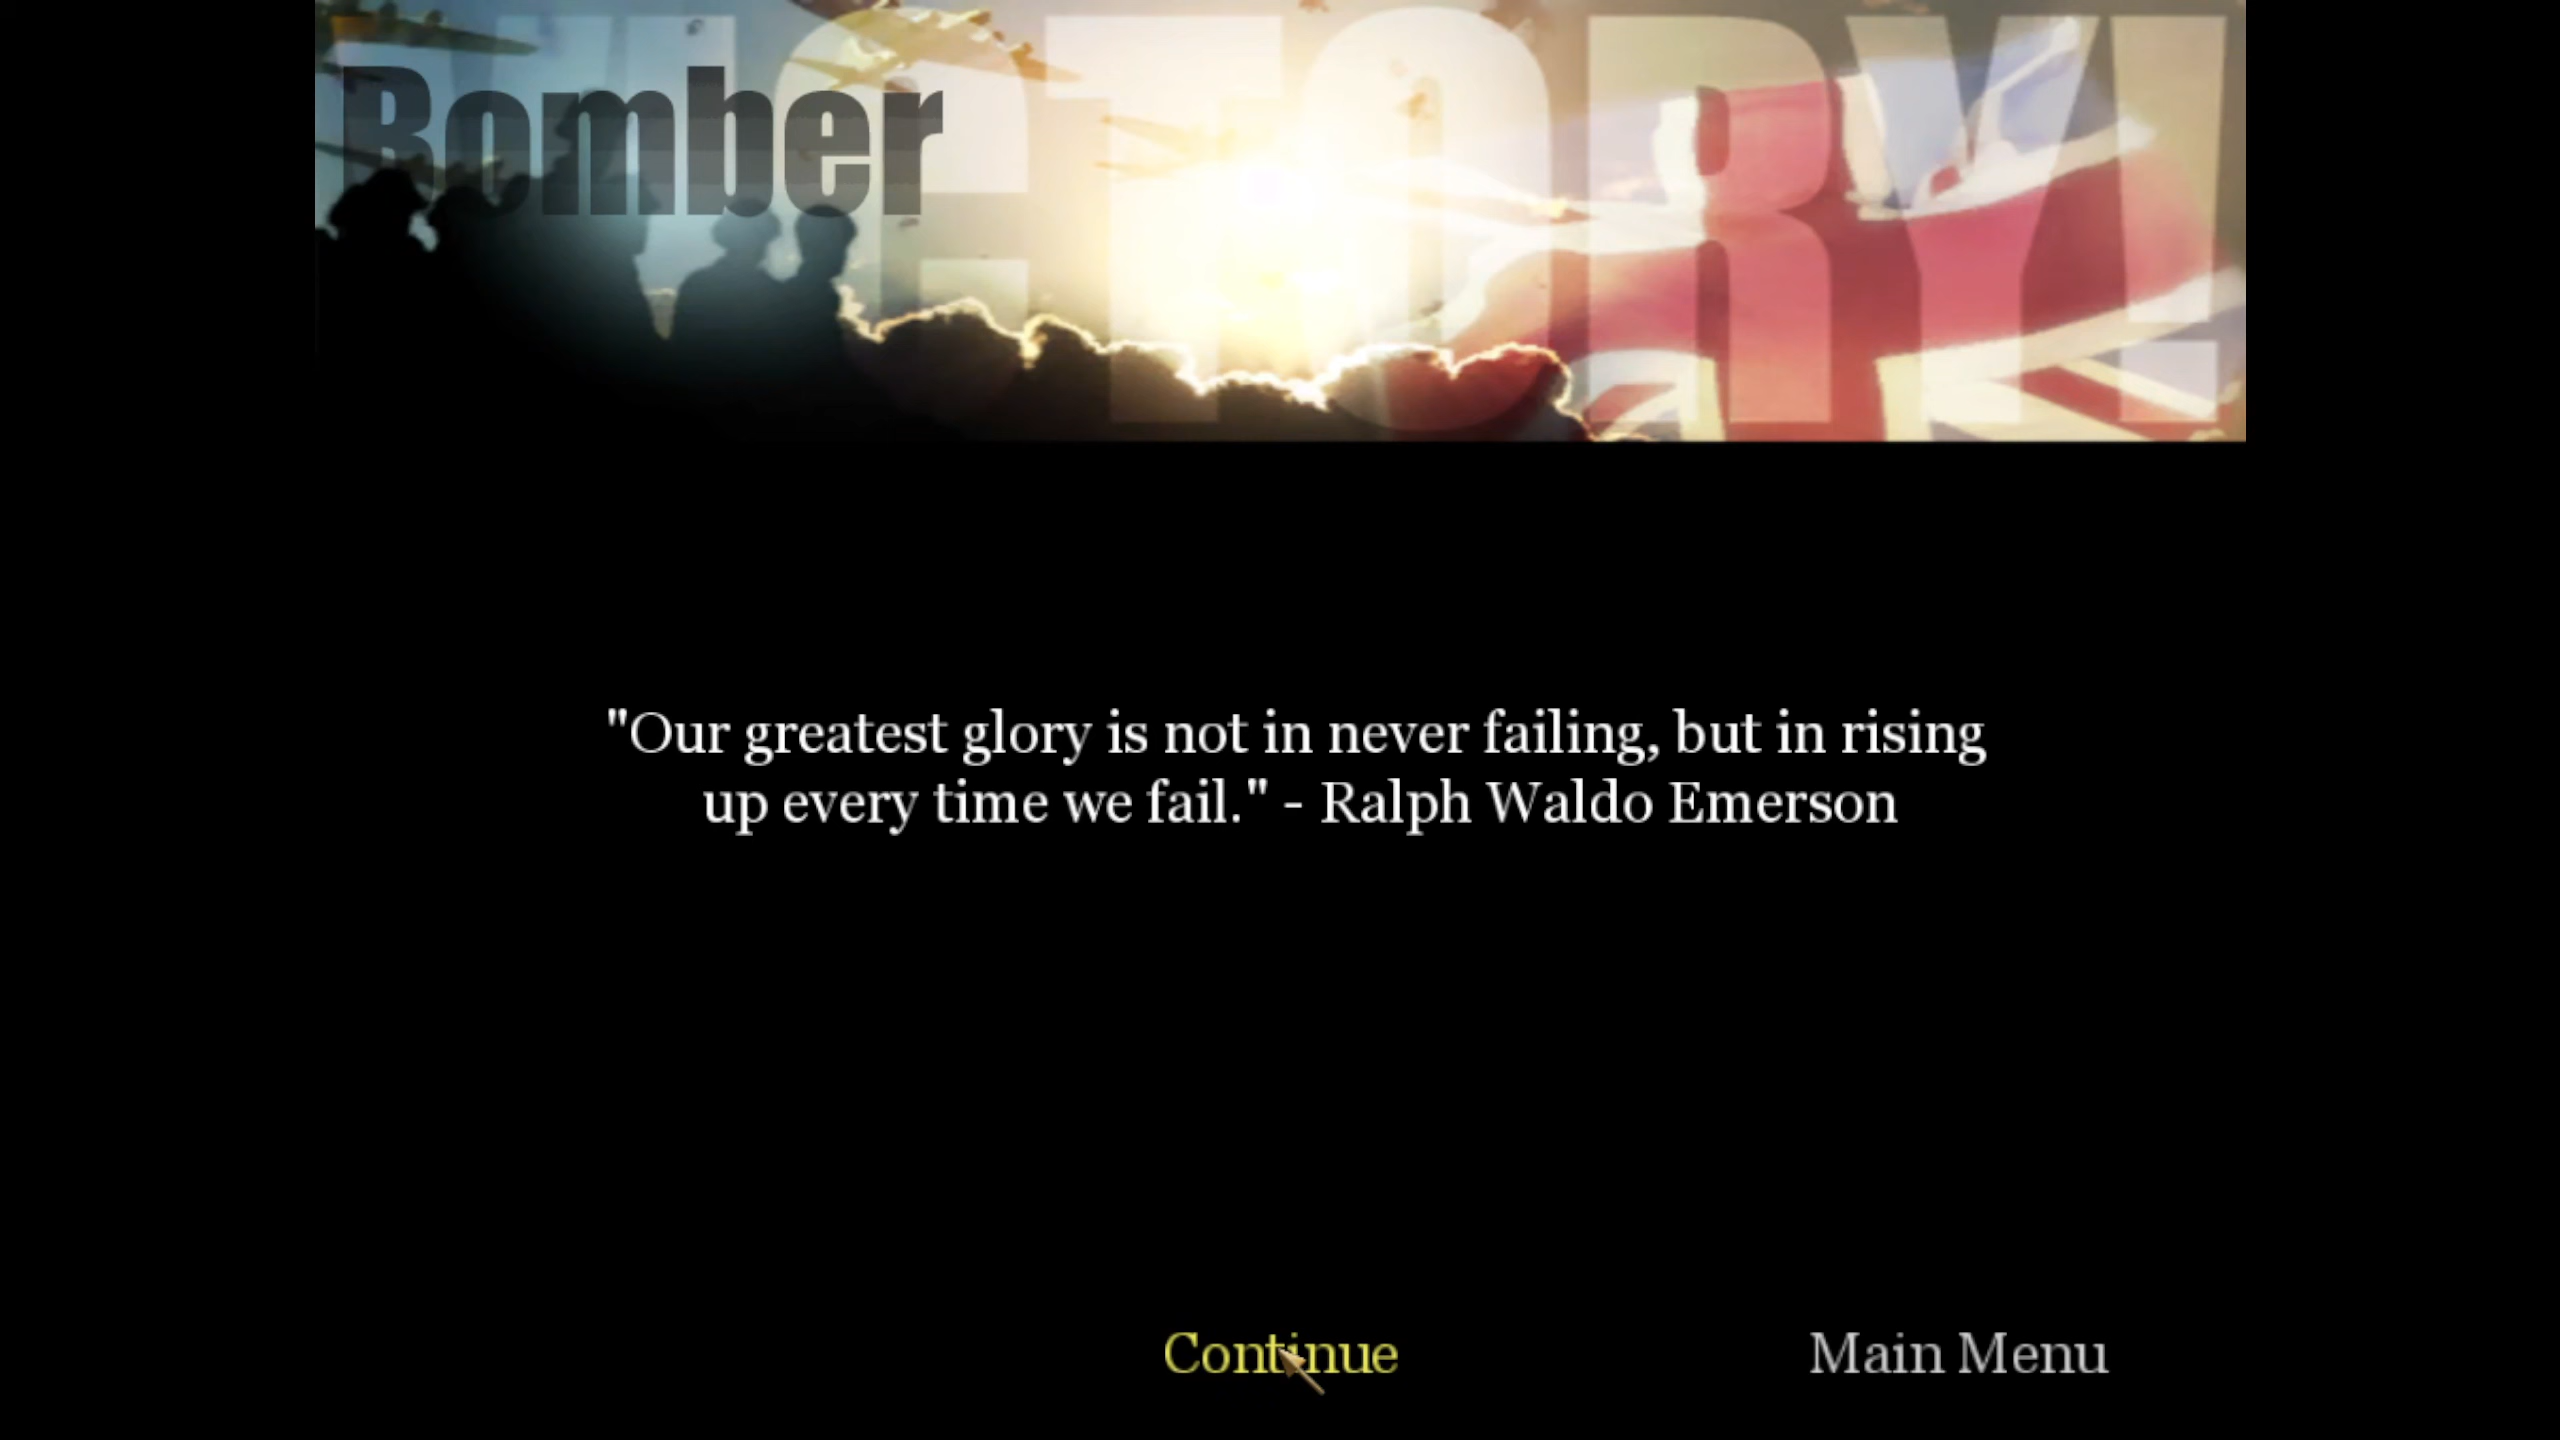 VICTORY!
Bomber
"Our greatest glory is not in never failing, but in rising
up every time we fail." - Ralph Waldo Emerson
Continue
Main Menu